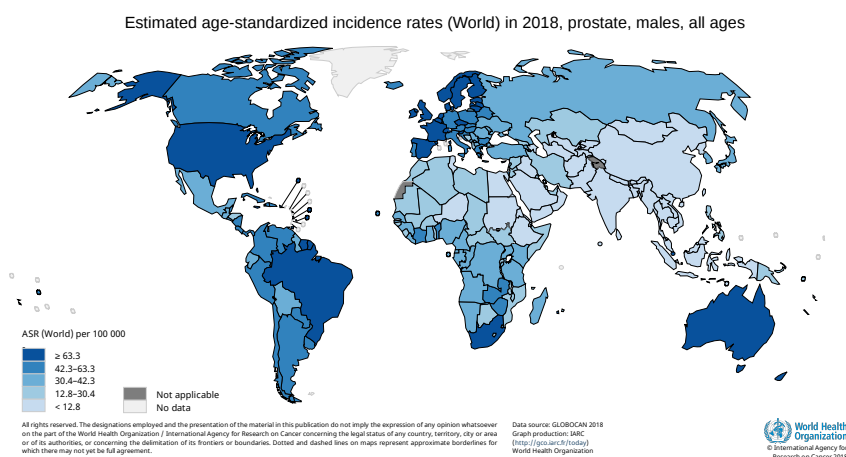 Estimated age-standardized incidence rates (World) in 2018, prostate, males, all ages
ASR (World) per 100 000
≥ 63.3
42.3–63.3
30.4–42.3
12.8–30.4
< 12.8
Not applicable
No data
All rights reserved. The designations employed and the presentation of the material in this publication do not imply the expression of any opinion whatsoever
on the part of the World Health Organization / International Agency for Research on Cancer concerning the legal status of any country, territory, city or area
or of its authorities, or concerning the delimitation of its frontiers or boundaries. Dotted and dashed lines on maps represent approximate borderlines for
which there may not yet be full agreement.
Data source: GLOBOCAN 2018
Graph production: IARC
(http://gco.iarc.fr/today)
World Health Organization
World Health
Organization
© International Agency for
Research on Cancer 2018